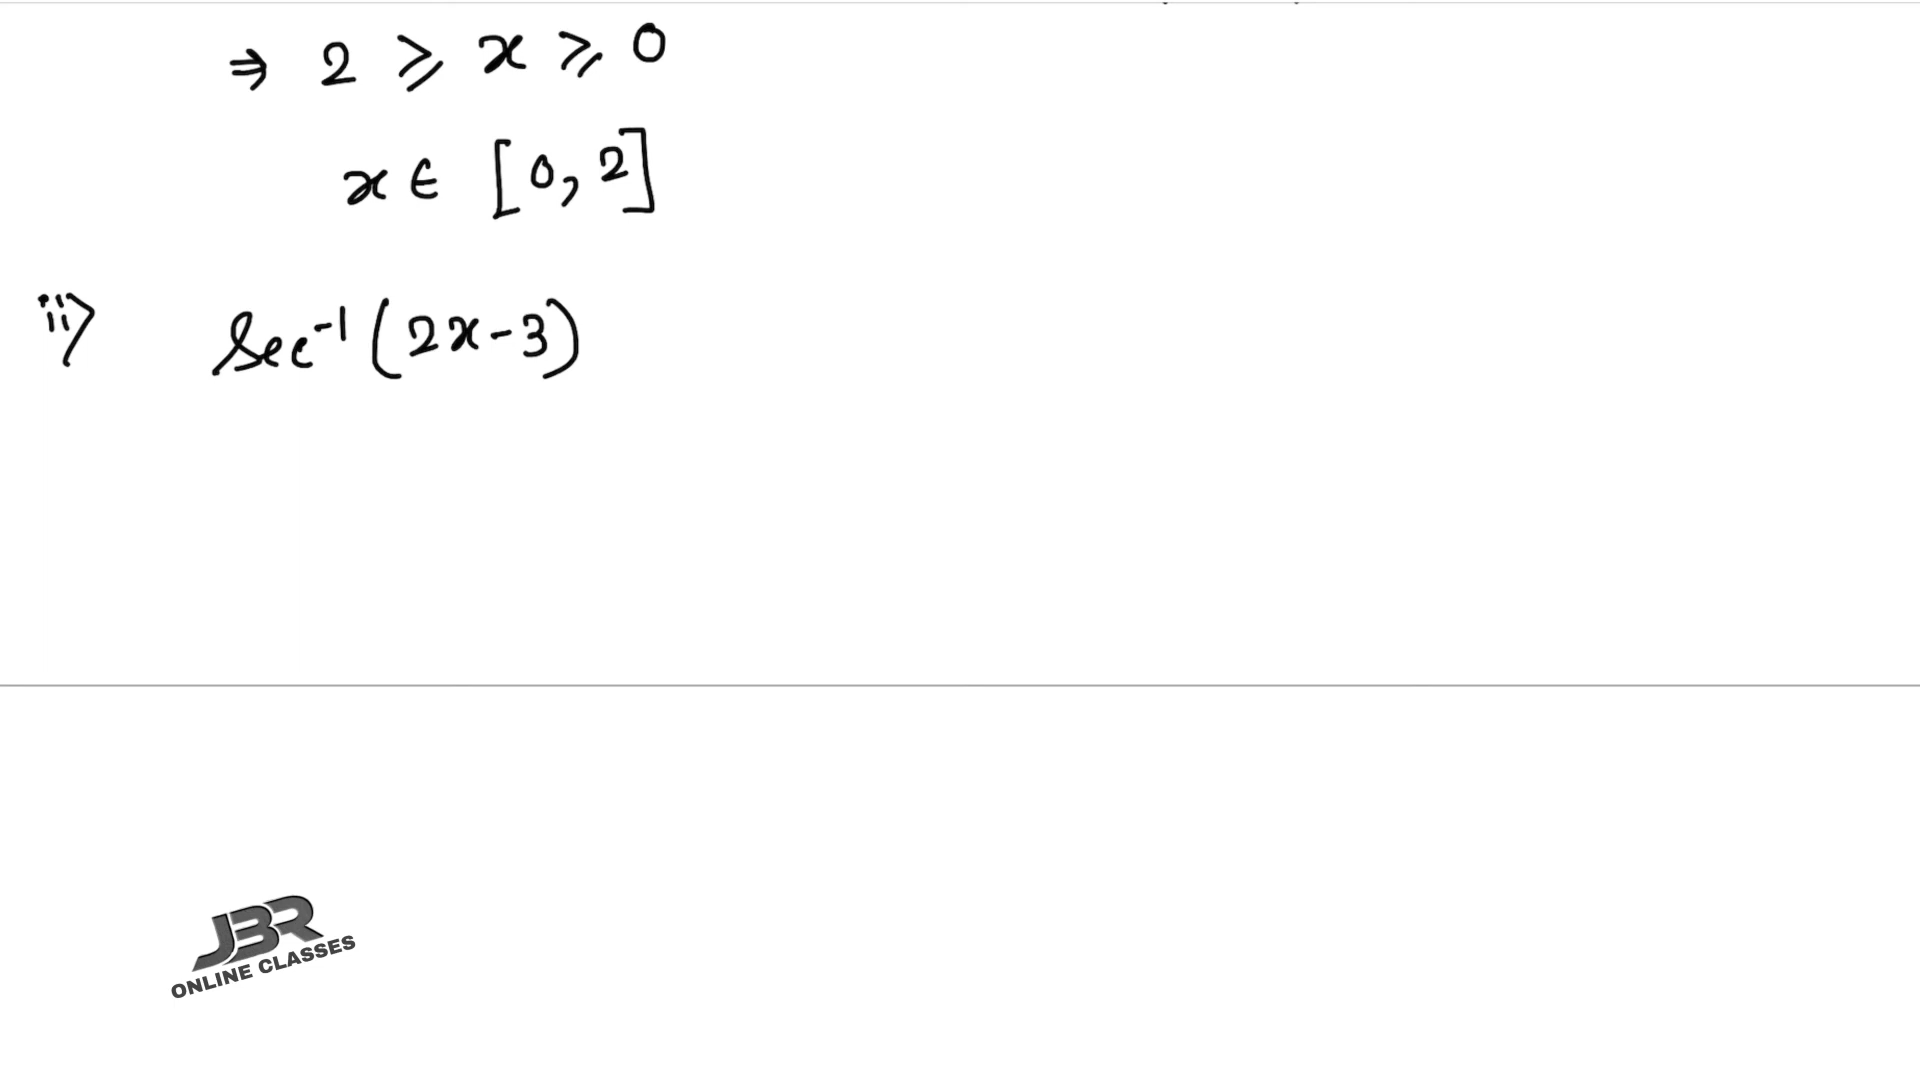 ⇒ 2 ≥ x ≥ 0
x ∈ [0, 2]
ii> Sec⁻¹(2x-3)
JBR
ONLINE CLASSES